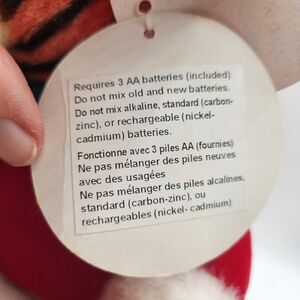 Requires 3 AA batteries (included)
Do not mix old and new batteries.
Do not mix alkaline, standard (carbon-
zinc), or rechargeable (nickel-
cadmium) batteries.
Fonctionne avec 3 piles AA (fournies)
Ne pas mélanger des piles neuves
avec des usagées
Ne pas mélanger des piles alcalines,
standard (carbon-zinc), ou
rechargeables (nickel- cadmium)